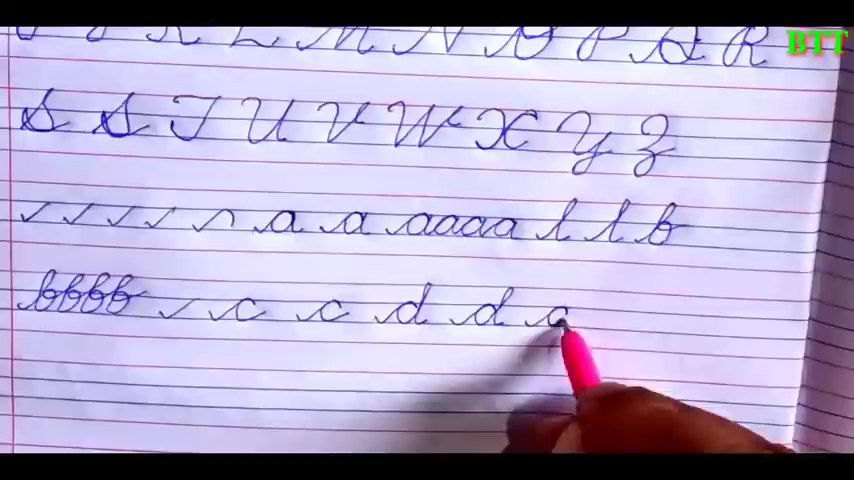 I J K L M N O P Q R BTT
S S T U V W X Y Z
a a aaaa l l b
bbbb c c d d